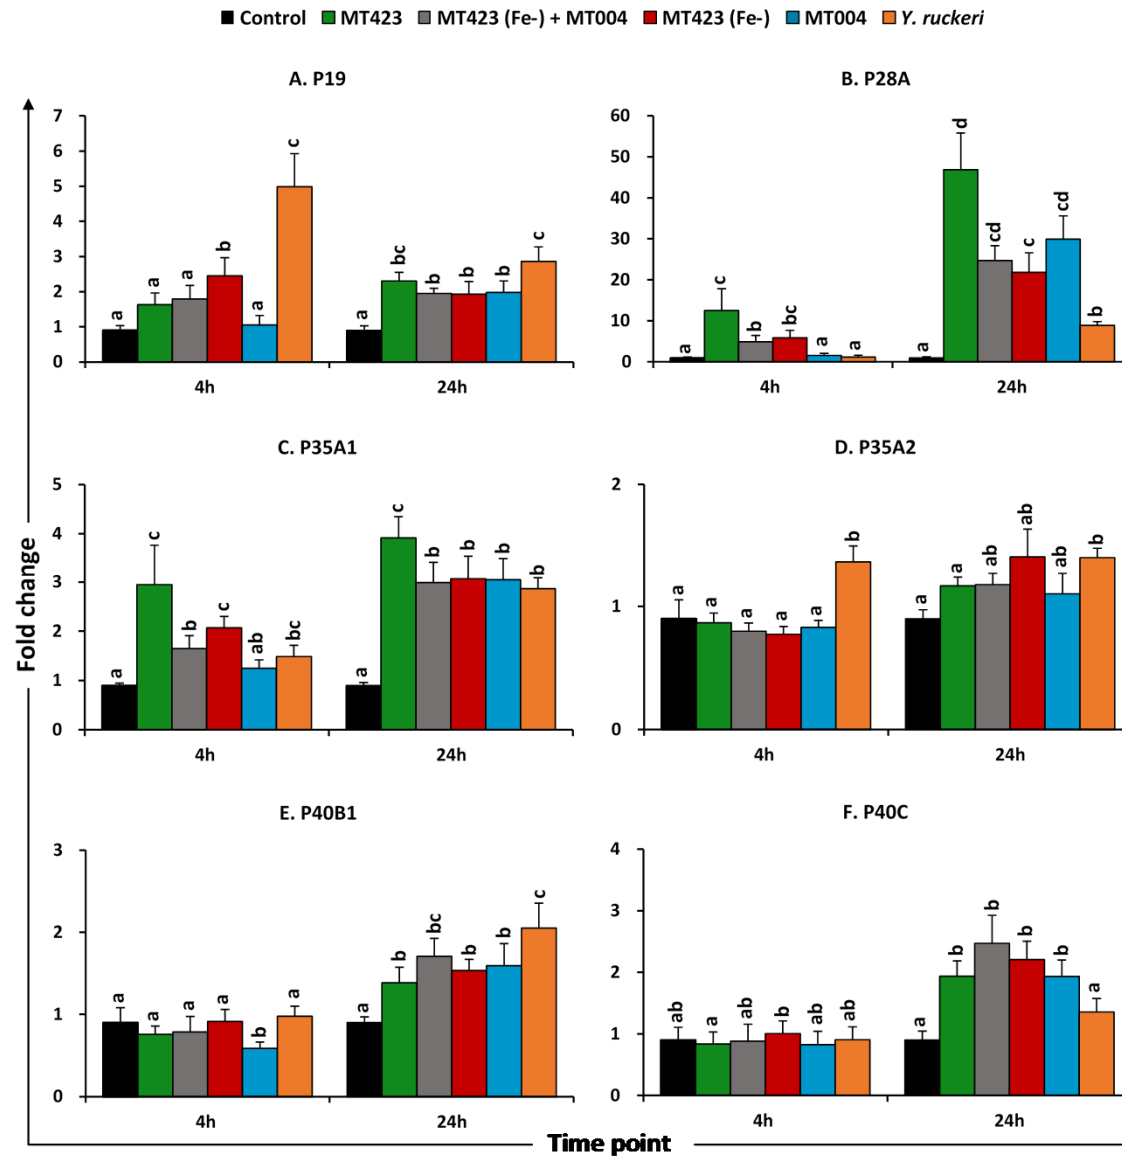 Control MT423 MT423 (Fe-) + MT004 MT423 (Fe-) MT004 Y. ruckeri
A. P19
B. P28A
7
6
5
4
3
2
1
0
a a a b a c
a bc b b b c
4h 24h
60
50
40
30
20
10
0
a c b bc a a
a d cd c cd b
4h 24h
C. P35A1
D. P35A2
5
4
3
2
1
0
a c b c ab bc
a c b b b b
4h 24h
2
1
0
a a a a a b
a a ab ab ab b
4h 24h
E. P40B1
F. P40C
3
2
1
0
a a a a b a
a b bc b b c
4h 24h
4
3
2
1
0
ab a ab b ab ab
a b b b b a
4h 24h
Fold change
Time point